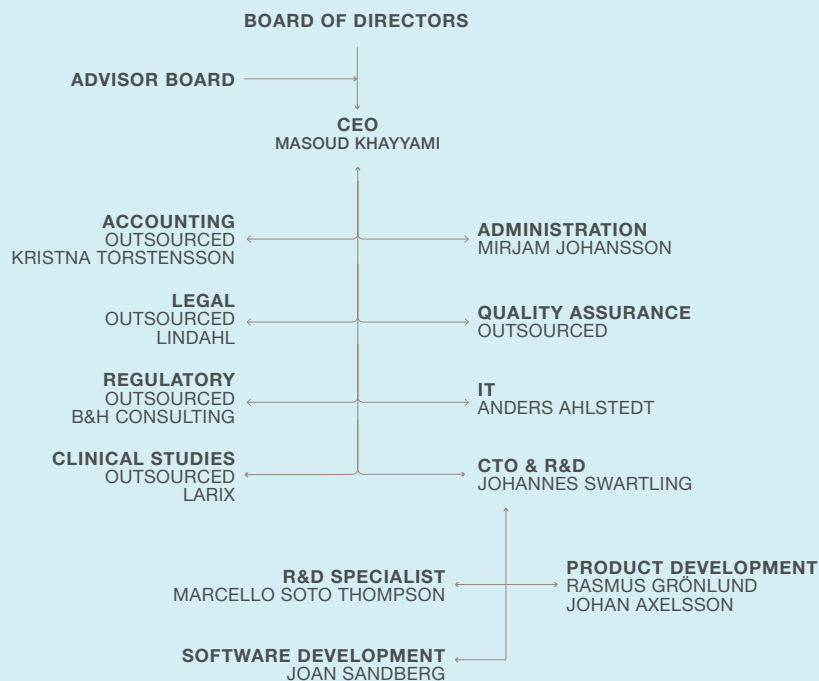 BOARD OF DIRECTORS
ADVISOR BOARD
CEO
MASOUD KHAYYAMI
ACCOUNTING
OUTSOURCED
KRISTNA TORSTENSSON
ADMINISTRATION
MIRJAM JOHANSSON
LEGAL
OUTSOURCED
LINDAHL
QUALITY ASSURANCE
OUTSOURCED
REGULATORY
OUTSOURCED
B&H CONSULTING
IT
ANDERS AHLSTEDT
CLINICAL STUDIES
OUTSOURCED
LARIX
CTO & R&D
JOHANNES SWARTLING
R&D SPECIALIST
MARCELLO SOTO THOMPSON
PRODUCT DEVELOPMENT
RASMUS GRÖNLUND
JOHAN AXELSSON
SOFTWARE DEVELOPMENT
JOAN SANDBERG